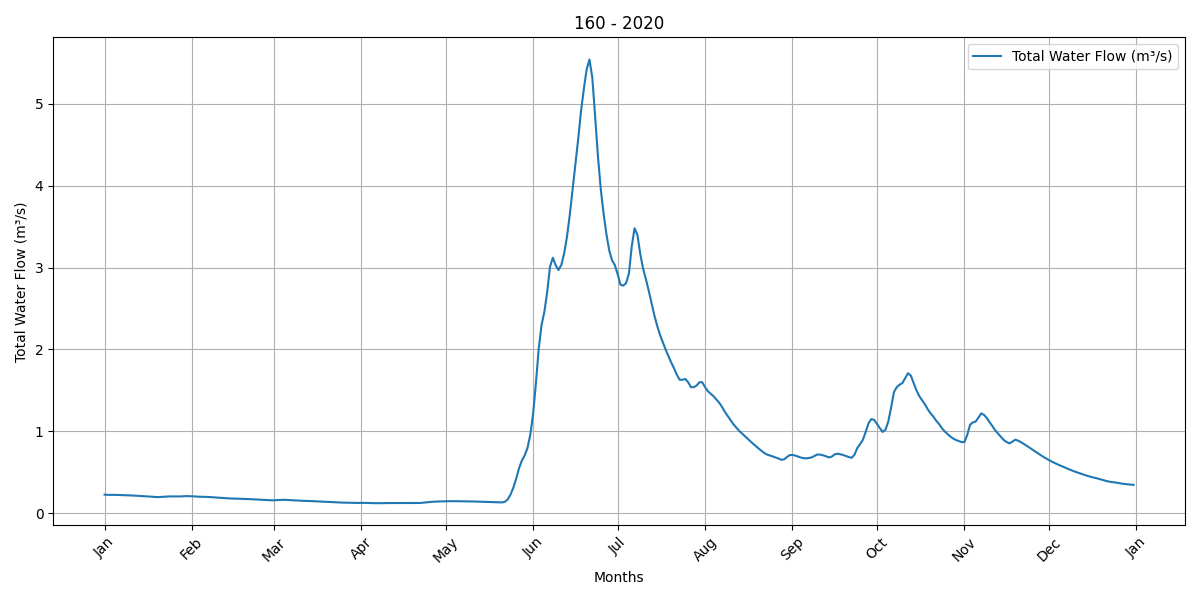 160 - 2020
Total Water Flow (m³/s)
Total Water Flow (m³/s)
5
4
3
2
1
0
Jan
Feb
Mar
Apr
May
Jun
Jul
Aug
Sep
Oct
Nov
Dec
Jan
Months